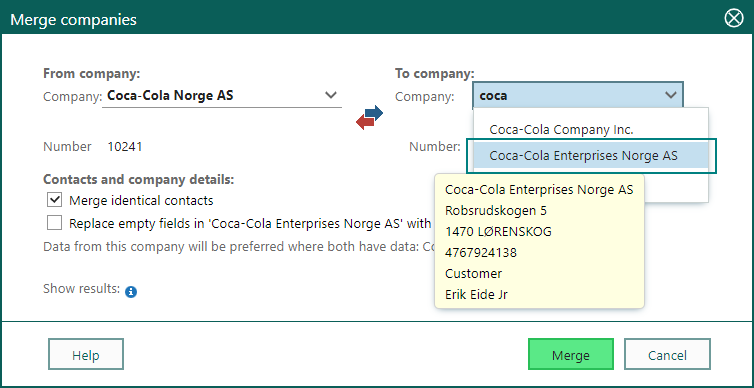 Merge companies
From company:
Company: Coca-Cola Norge AS
Number 10241
To company:
Company: coca
Number:
Coca-Cola Company Inc.
Coca-Cola Enterprises Norge AS
Coca-Cola Enterprises Norge AS
Robsrudskogen 5
1470 LØRENSKOG
4767924138
Customer
Erik Eide Jr
Contacts and company details:
Merge identical contacts
Replace empty fields in 'Coca-Cola Enterprises Norge AS' with
Data from this company will be preferred where both have data:
Show results:
Help
Merge
Cancel